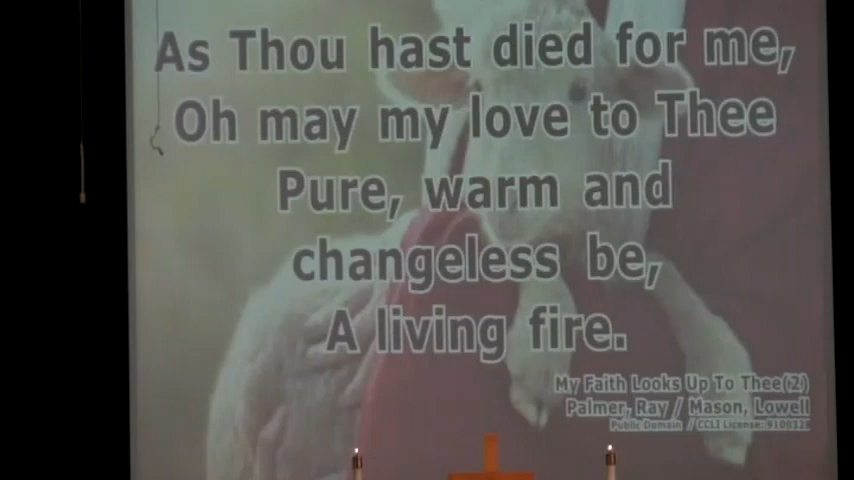 As Thou hast died for me,
Oh may my love to Thee
Pure, warm and
changeless be,
A living fire.
My Faith Looks Up To Thee(2)
Palmer, Ray / Mason, Lowell
Public Domain / CCLI License: